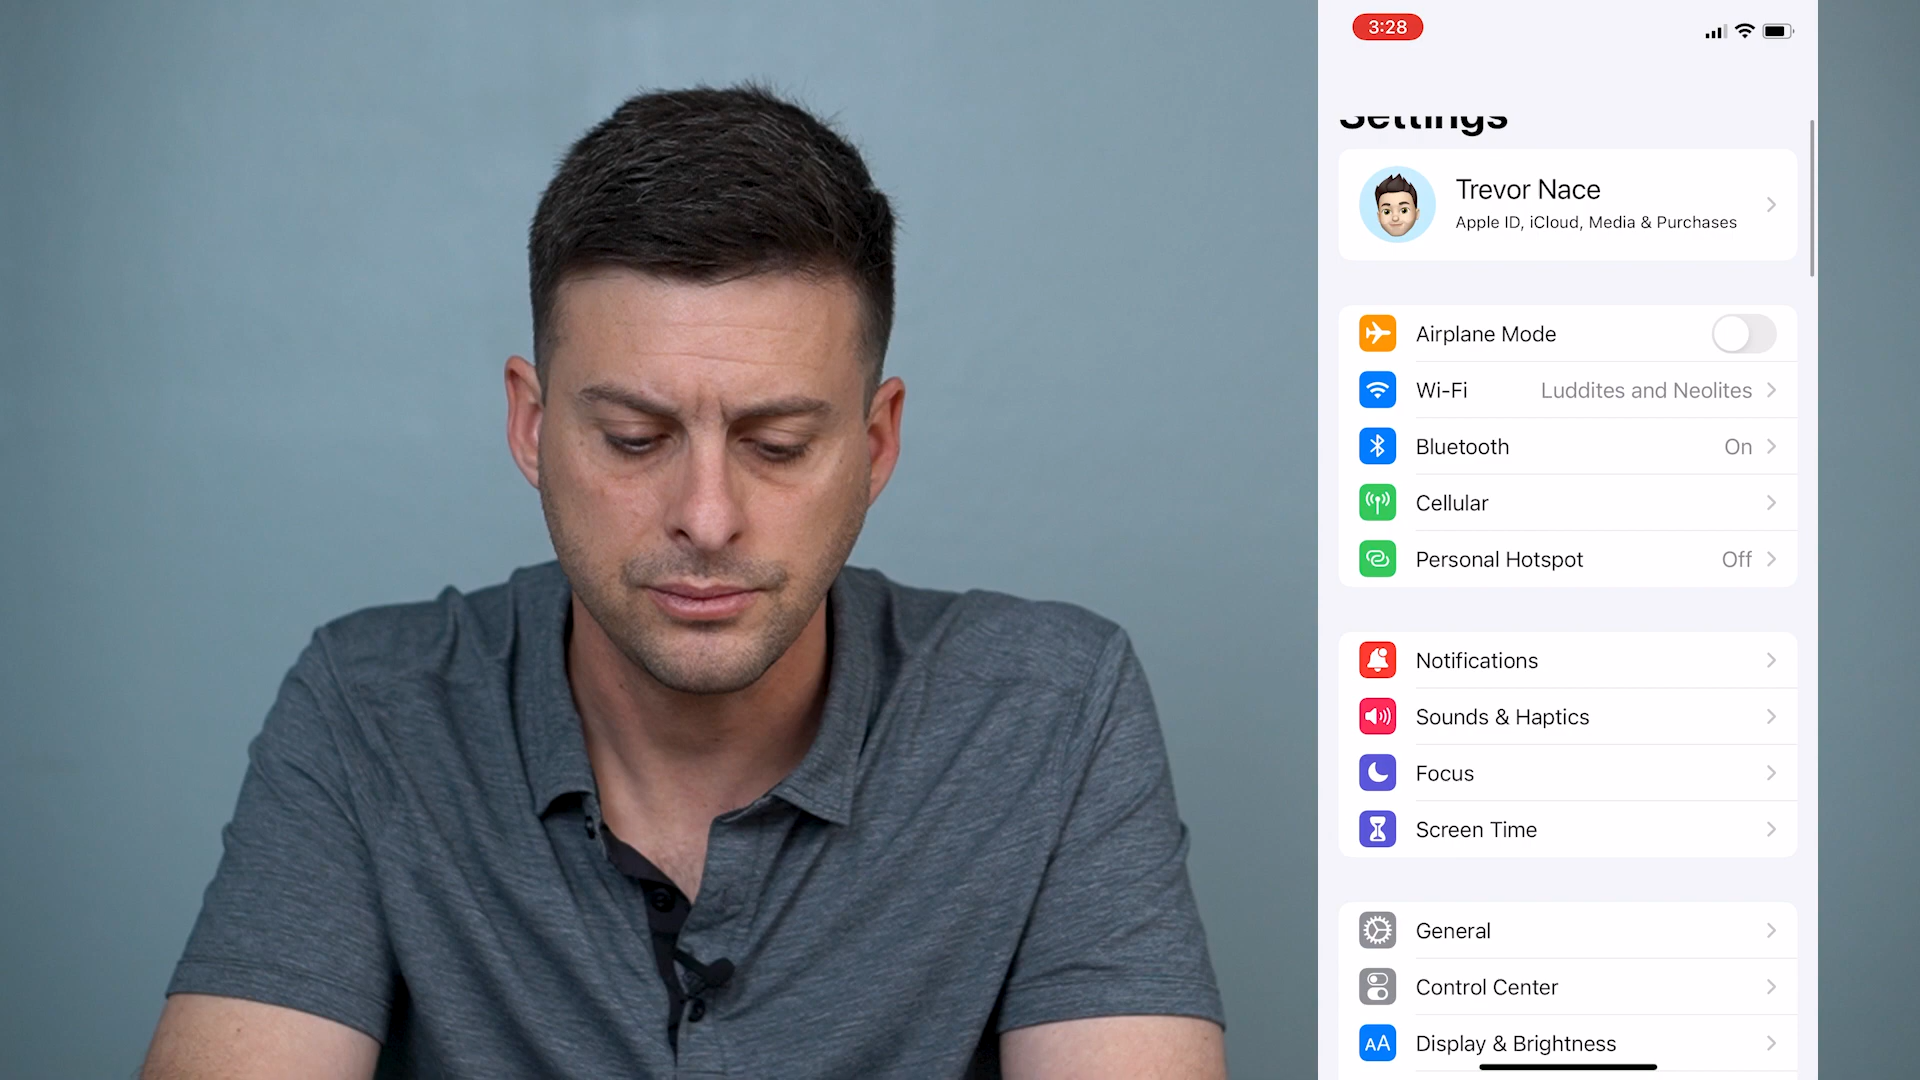 3:28
Settings
Trevor Nace
Apple ID, iCloud, Media & Purchases
Airplane Mode
Wi-Fi Luddites and Neolites
Bluetooth On
Cellular
Personal Hotspot Off
Notifications
Sounds & Haptics
Focus
Screen Time
General
Control Center
AA Display & Brightness